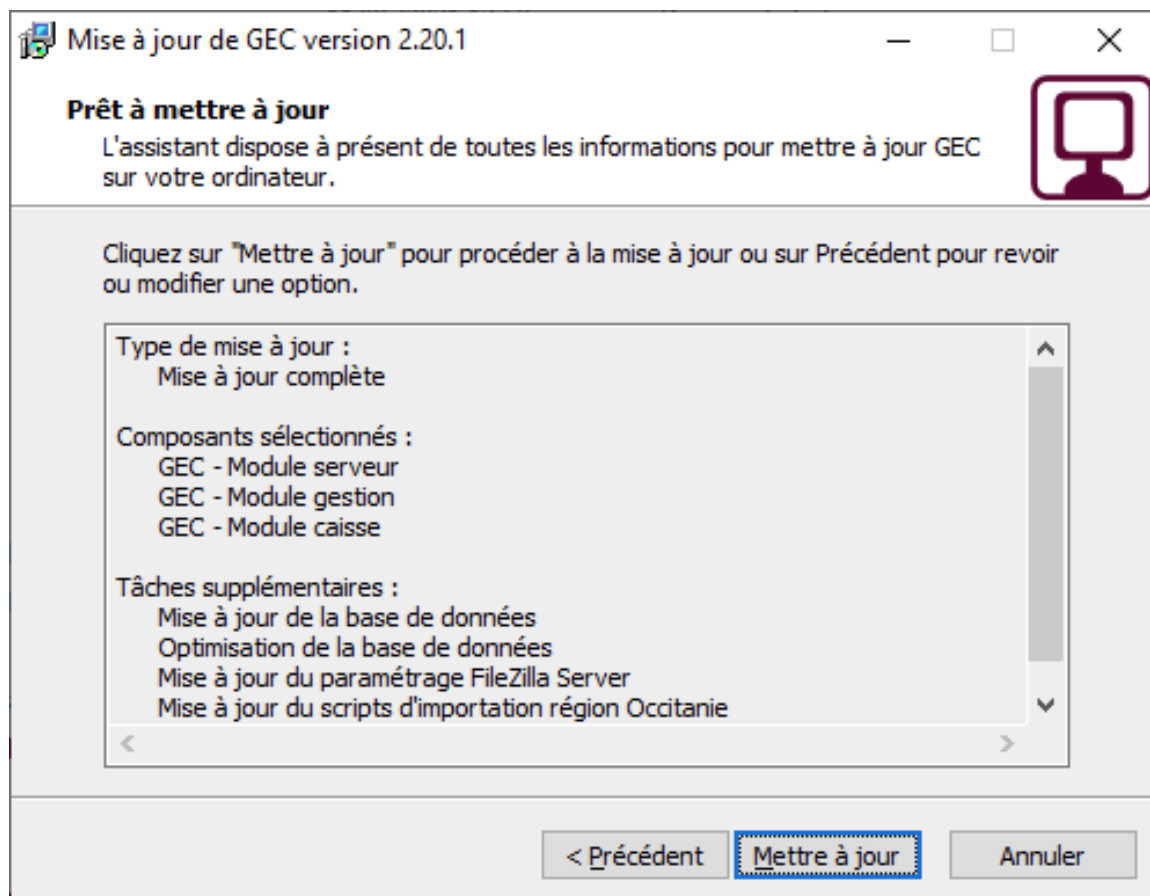 Mise à jour de GEC version 2.20.1
Prêt à mettre à jour
L'assistant dispose à présent de toutes les informations pour mettre à jour GEC
sur votre ordinateur.
Cliquez sur "Mettre à jour" pour procéder à la mise à jour ou sur Précédent pour revoir
ou modifier une option.
Type de mise à jour :
Mise à jour complète
Composants sélectionnés :
GEC - Module serveur
GEC - Module gestion
GEC - Module caisse
Tâches supplémentaires :
Mise à jour de la base de données
Optimisation de la base de données
Mise à jour du paramétrage FileZilla Server
Mise à jour du scripts d'importation région Occitanie
< Précédent
Mettre à jour
Annuler